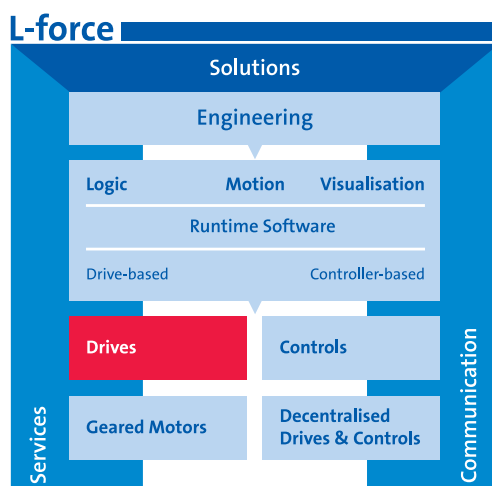 L-force
Solutions
Engineering
Logic Motion Visualisation
Runtime Software
Drive-based Controller-based
Drives Controls
Geared Motors Decentralised
Drives & Controls
Services
Communication